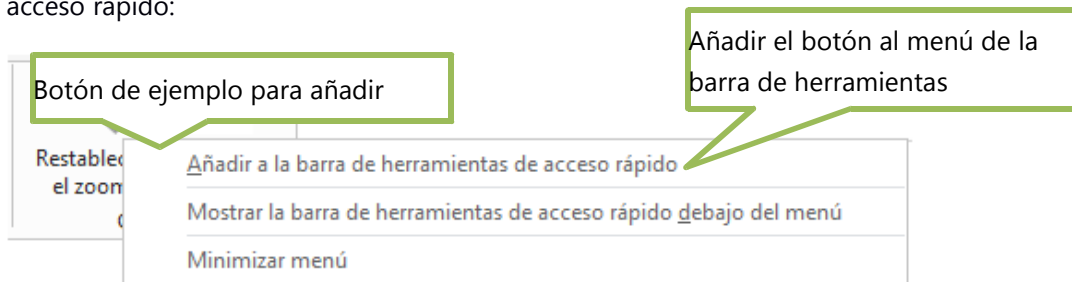 acceso rápido:
Añadir el botón al menú de la
barra de herramientas
Botón de ejemplo para añadir
Restablec
el zoom
Añadir a la barra de herramientas de acceso rápido
Mostrar la barra de herramientas de acceso rápido debajo del menú
Minimizar menú